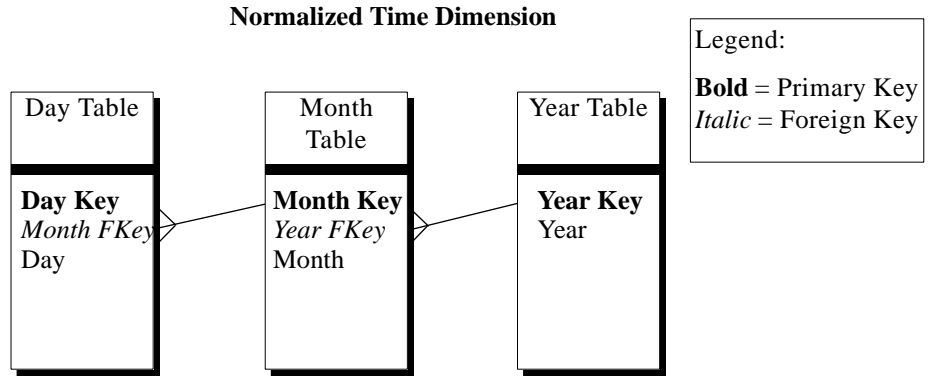 Normalized Time Dimension
Legend:
Bold = Primary Key
Italic = Foreign Key
Day Table
Day Key
Month FKey
Day
Month
Table
Month Key
Year FKey
Month
Year Table
Year Key
Year